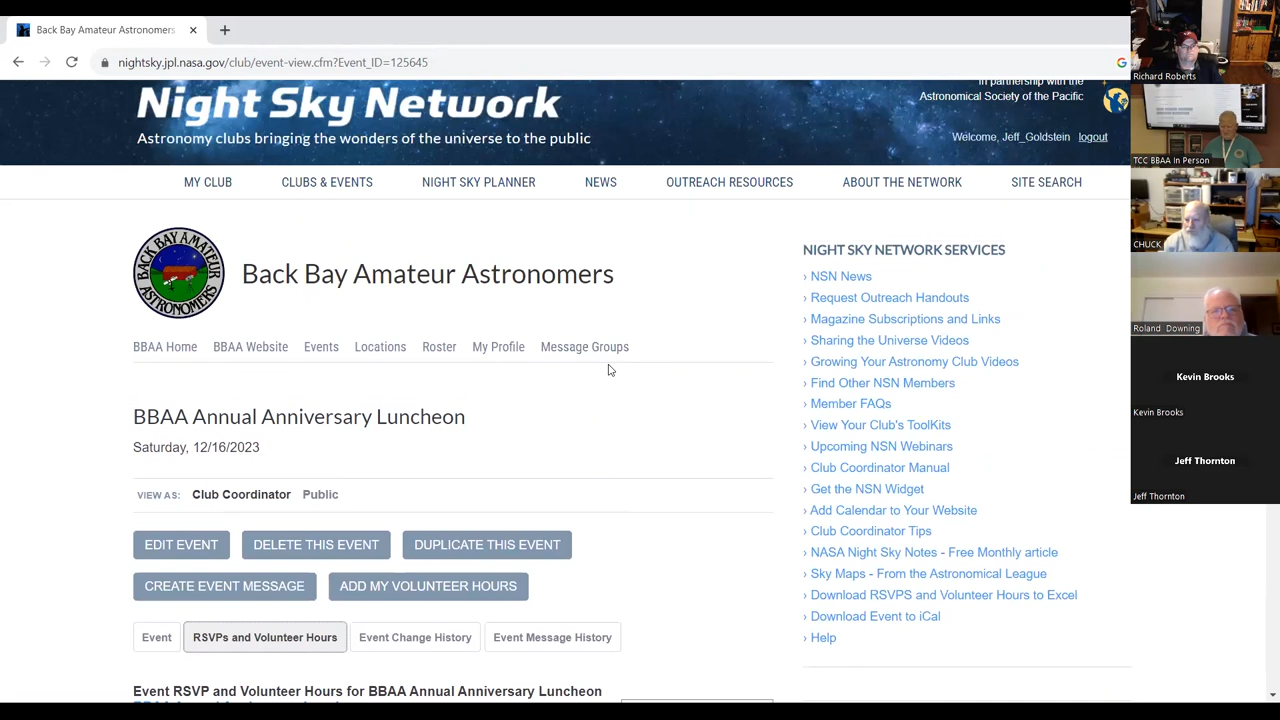 Back Bay Amateur Astronomers
nightsky.jpl.nasa.gov/club/event-view.cfm?Event_ID=125645
Night Sky Network
Astronomy clubs bringing the wonders of the universe to the public
in partnership with the
Astronomical Society of the Pacific
Welcome, Jeff_Goldstein logout
MY CLUB CLUBS & EVENTS NIGHT SKY PLANNER NEWS OUTREACH RESOURCES ABOUT THE NETWORK SITE SEARCH
BACK BAY AMATEUR ASTRONOMERS
Back Bay Amateur Astronomers
BBAA Home BBAA Website Events Locations Roster My Profile Message Groups
BBAA Annual Anniversary Luncheon
Saturday, 12/16/2023
VIEW AS: Club Coordinator Public
EDIT EVENT DELETE THIS EVENT DUPLICATE THIS EVENT
CREATE EVENT MESSAGE ADD MY VOLUNTEER HOURS
Event RSVPs and Volunteer Hours Event Change History Event Message History
Event RSVP and Volunteer Hours for BBAA Annual Anniversary Luncheon
NIGHT SKY NETWORK SERVICES
› NSN News
› Request Outreach Handouts
› Magazine Subscriptions and Links
› Sharing the Universe Videos
› Growing Your Astronomy Club Videos
› Find Other NSN Members
› Member FAQs
› View Your Club's ToolKits
› Upcoming NSN Webinars
› Club Coordinator Manual
› Get the NSN Widget
› Add Calendar to Your Website
› Club Coordinator Tips
› NASA Night Sky Notes - Free Monthly article
› Sky Maps - From the Astronomical League
› Download RSVPS and Volunteer Hours to Excel
› Download Event to iCal
› Help
Richard Roberts
TCC BBAA In Person
CHUCK
Roland Downing
Kevin Brooks
Kevin Brooks
Jeff Thornton
Jeff Thornton